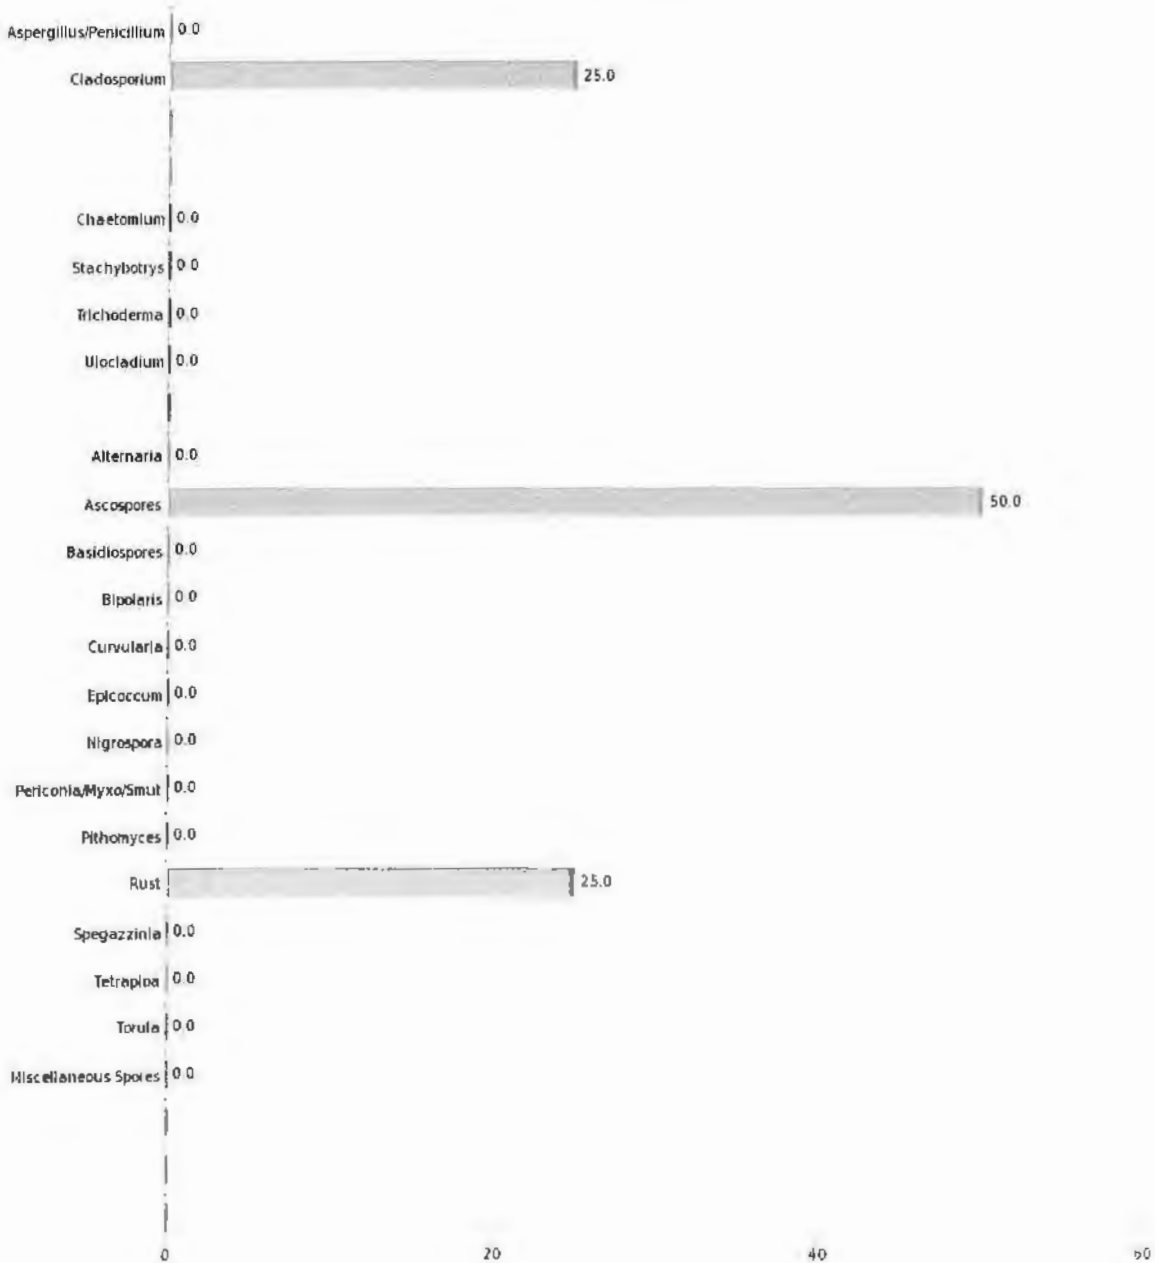 Aspergillus/Penicillium 0.0
Cladosporium 25.0
Chaetomium 0.0
Stachybotrys 0.0
Trichoderma 0.0
Ulocladium 0.0
Alternaria 0.0
Ascospores 50.0
Basidiospores 0.0
Bipolaris 0.0
Curvularia 0.0
Epicoccum 0.0
Nigrospora 0.0
Periconia/Myxo/Smut 0.0
Pithomyces 0.0
Rust 25.0
Spegazzinia 0.0
Tetraploa 0.0
Torula 0.0
Miscellaneous Spores 0.0
0 20 40 60